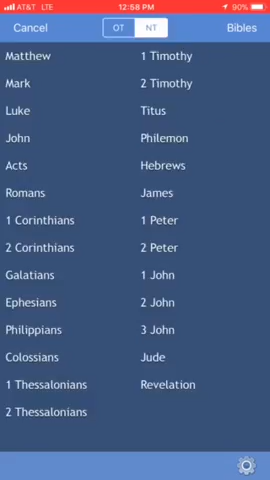 AT&T LTE 12:58 PM 90%
Cancel OT NT Bibles
Matthew
Mark
Luke
John
Acts
Romans
1 Corinthians
2 Corinthians
Galatians
Ephesians
Philippians
Colossians
1 Thessalonians
2 Thessalonians
1 Timothy
2 Timothy
Titus
Philemon
Hebrews
James
1 Peter
2 Peter
1 John
2 John
3 John
Jude
Revelation